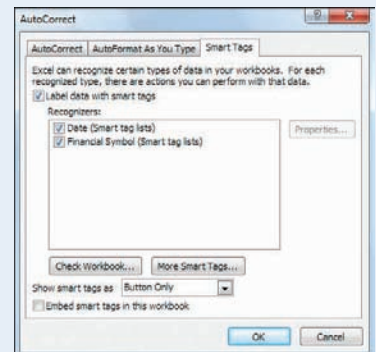 AutoCorrect
AutoCorrect AutoFormat As You Type Smart Tags
Excel can recognize certain types of data in your workbooks. For each
recognized type, there are actions you can perform with that data.
Label data with smart tags
Recognizers:
Date (Smart tag lists)
Financial Symbol (Smart tag lists)
Properties...
Check Workbook... More Smart Tags...
Show smart tags as Button Only
Embed smart tags in this workbook
OK Cancel